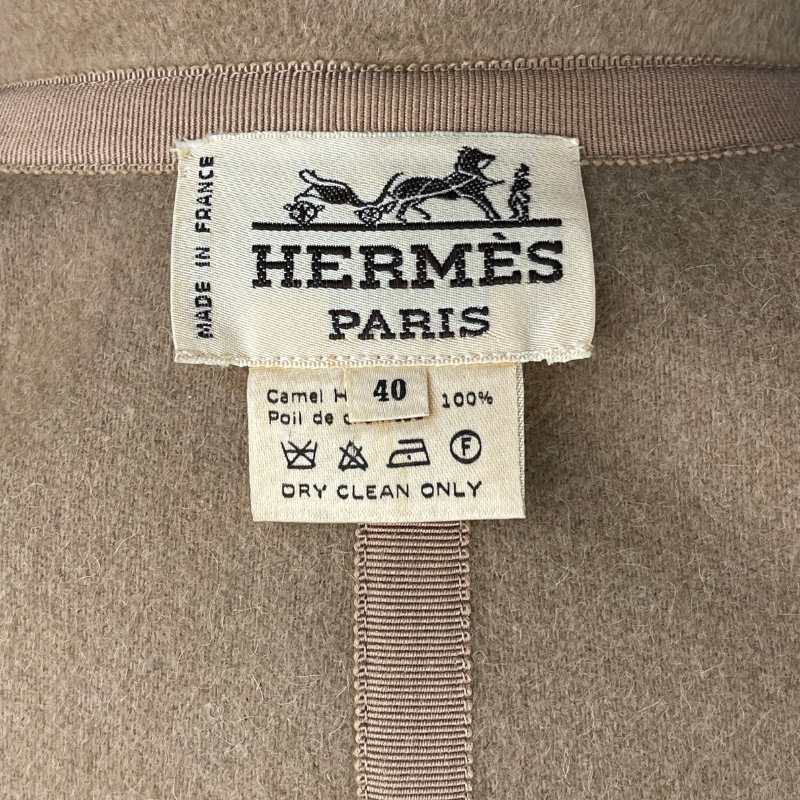 MADE IN FRANCE
HERMÈS
PARIS
Camel 40 100%
Poil de
F
DRY CLEAN ONLY